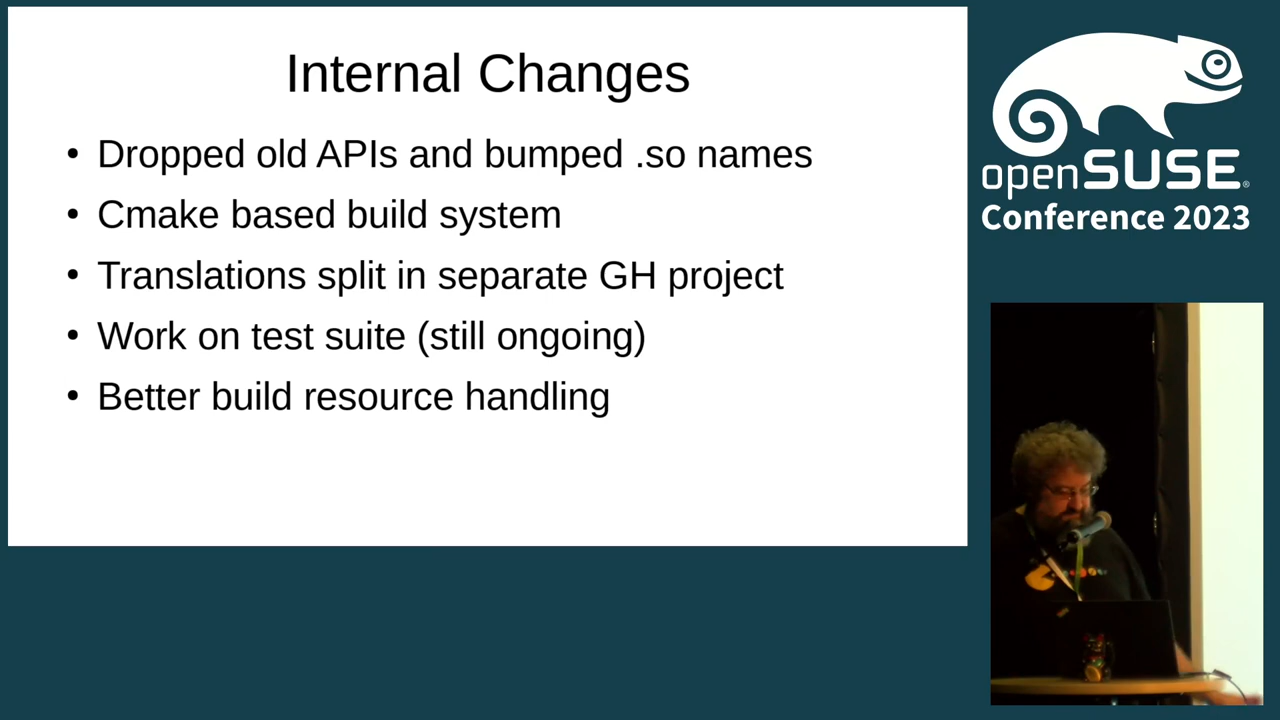 Internal Changes
• Dropped old APIs and bumped .so names
• Cmake based build system
• Translations split in separate GH project
• Work on test suite (still ongoing)
• Better build resource handling
openSUSE®
Conference 2023